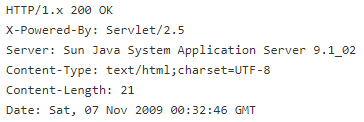 HTTP/1.x 200 OK
X-Powered-By: Servlet/2.5
Server: Sun Java System Application Server 9.1_02
Content-Type: text/html;charset=UTF-8
Content-Length: 21
Date: Sat, 07 Nov 2009 00:32:46 GMT